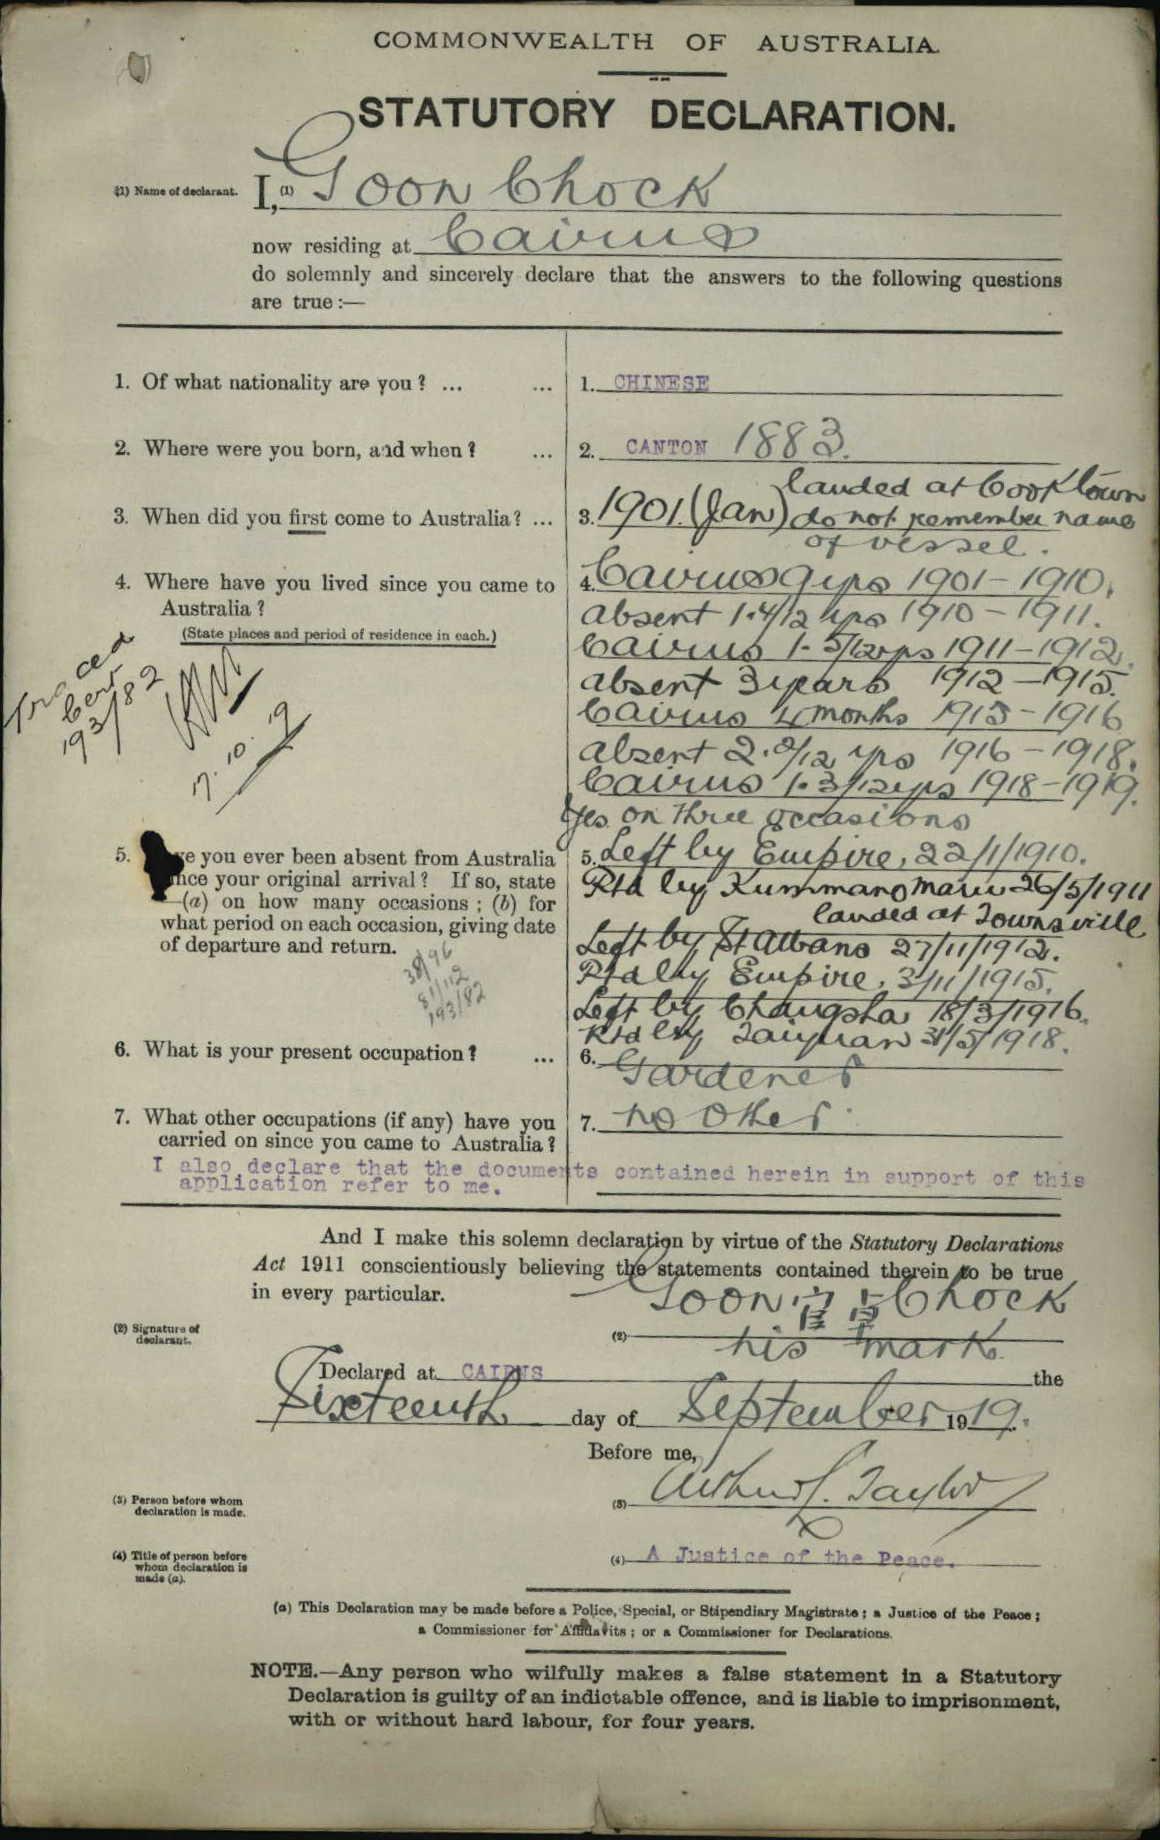 COMMONWEALTH OF AUSTRALIA.
STATUTORY DECLARATION.
(1) Name of declarant. I, (1) Goon Chock
now residing at Cairns
do solemnly and sincerely declare that the answers to the following questions
are true:—
1. Of what nationality are you? ... ... 1. CHINESE
2. Where were you born, and when? ... 2. CANTON 1883.
landed at Cooktown
3. When did you first come to Australia? ... 3. 1901. (Jan) do not remember name
of vessel.
4. Where have you lived since you came to 4. Cairns 9 yrs 1901 - 1910.
Australia? absent 1.4/12 yrs 1910 - 1911.
(State places and period of residence in each.) Cairns 1-5/12 yrs 1911 - 1912.
absent 3 years 1912 - 1915.
Cairns 4 months 1915 - 1916
absent 2.2/12 yrs 1916 - 1918.
Cairns 1.3/12 yrs 1918 - 1919.
Traced
193/82
17.10.19
Yes on three occasions
5. ve you ever been absent from Australia 5. Left by Empire, 22/1/1910.
nce your original arrival? If so, state Rtd by Kummano Maru 26/5/1911
—(a) on how many occasions; (b) for landed at Townsville
what period on each occasion, giving date Left by St Albans 27/11/1912.
of departure and return. Rtd by Empire, 3/11/1915.
38/96
81/112
193/82
Left by Changsha 18/3/1916.
Rtd by Taiyuan 31/5/1918.
6. What is your present occupation? ... 6. Gardener
7. What other occupations (if any) have you 7. no other.
carried on since you came to Australia?
I also declare that the documents contained herein in support of this
application refer to me.
And I make this solemn declaration by virtue of the Statutory Declarations
Act 1911 conscientiously believing the statements contained therein to be true
in every particular.
Goon Chock
(2) Signature of declarant. (2) his mark.
Declared at CAIRNS the
Sixteenth day of September 1919.
Before me,
(3) Person before whom declaration is made. (3) Arthur L. Taylor
(4) Title of person before whom declaration is made (a). (4) A Justice of the Peace.
(a) This Declaration may be made before a Police, Special, or Stipendiary Magistrate; a Justice of the Peace;
a Commissioner for Affidavits; or a Commissioner for Declarations.
NOTE.—Any person who wilfully makes a false statement in a Statutory
Declaration is guilty of an indictable offence, and is liable to imprisonment,
with or without hard labour, for four years.